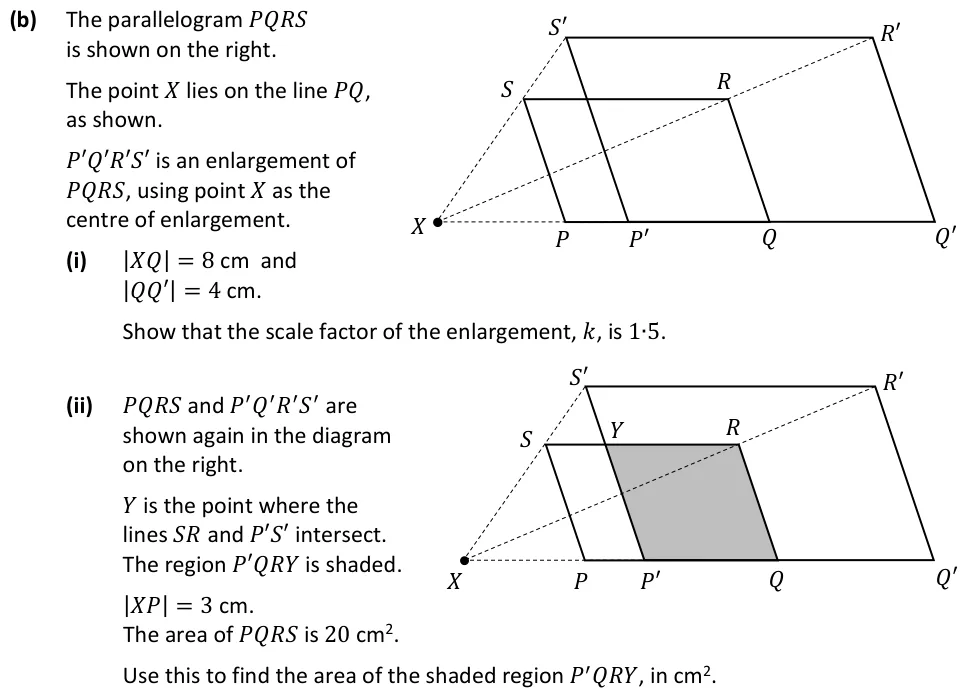 (b) The parallelogram PQRS
is shown on the right.
The point X lies on the line PQ,
as shown.
P′Q′R′S′ is an enlargement of
PQRS, using point X as the
centre of enlargement.
S′
R′
S
R
X
P
P′
Q
Q′
(i) |XQ| = 8 cm and
|QQ′| = 4 cm.
Show that the scale factor of the enlargement, k, is 1·5.
(ii) PQRS and P′Q′R′S′ are
shown again in the diagram
on the right.
Y is the point where the
lines SR and P′S′ intersect.
The region P′QRY is shaded.
|XP| = 3 cm.
The area of PQRS is 20 cm².
S′
R′
S
Y
R
X
P
P′
Q
Q′
Use this to find the area of the shaded region P′QRY, in cm².